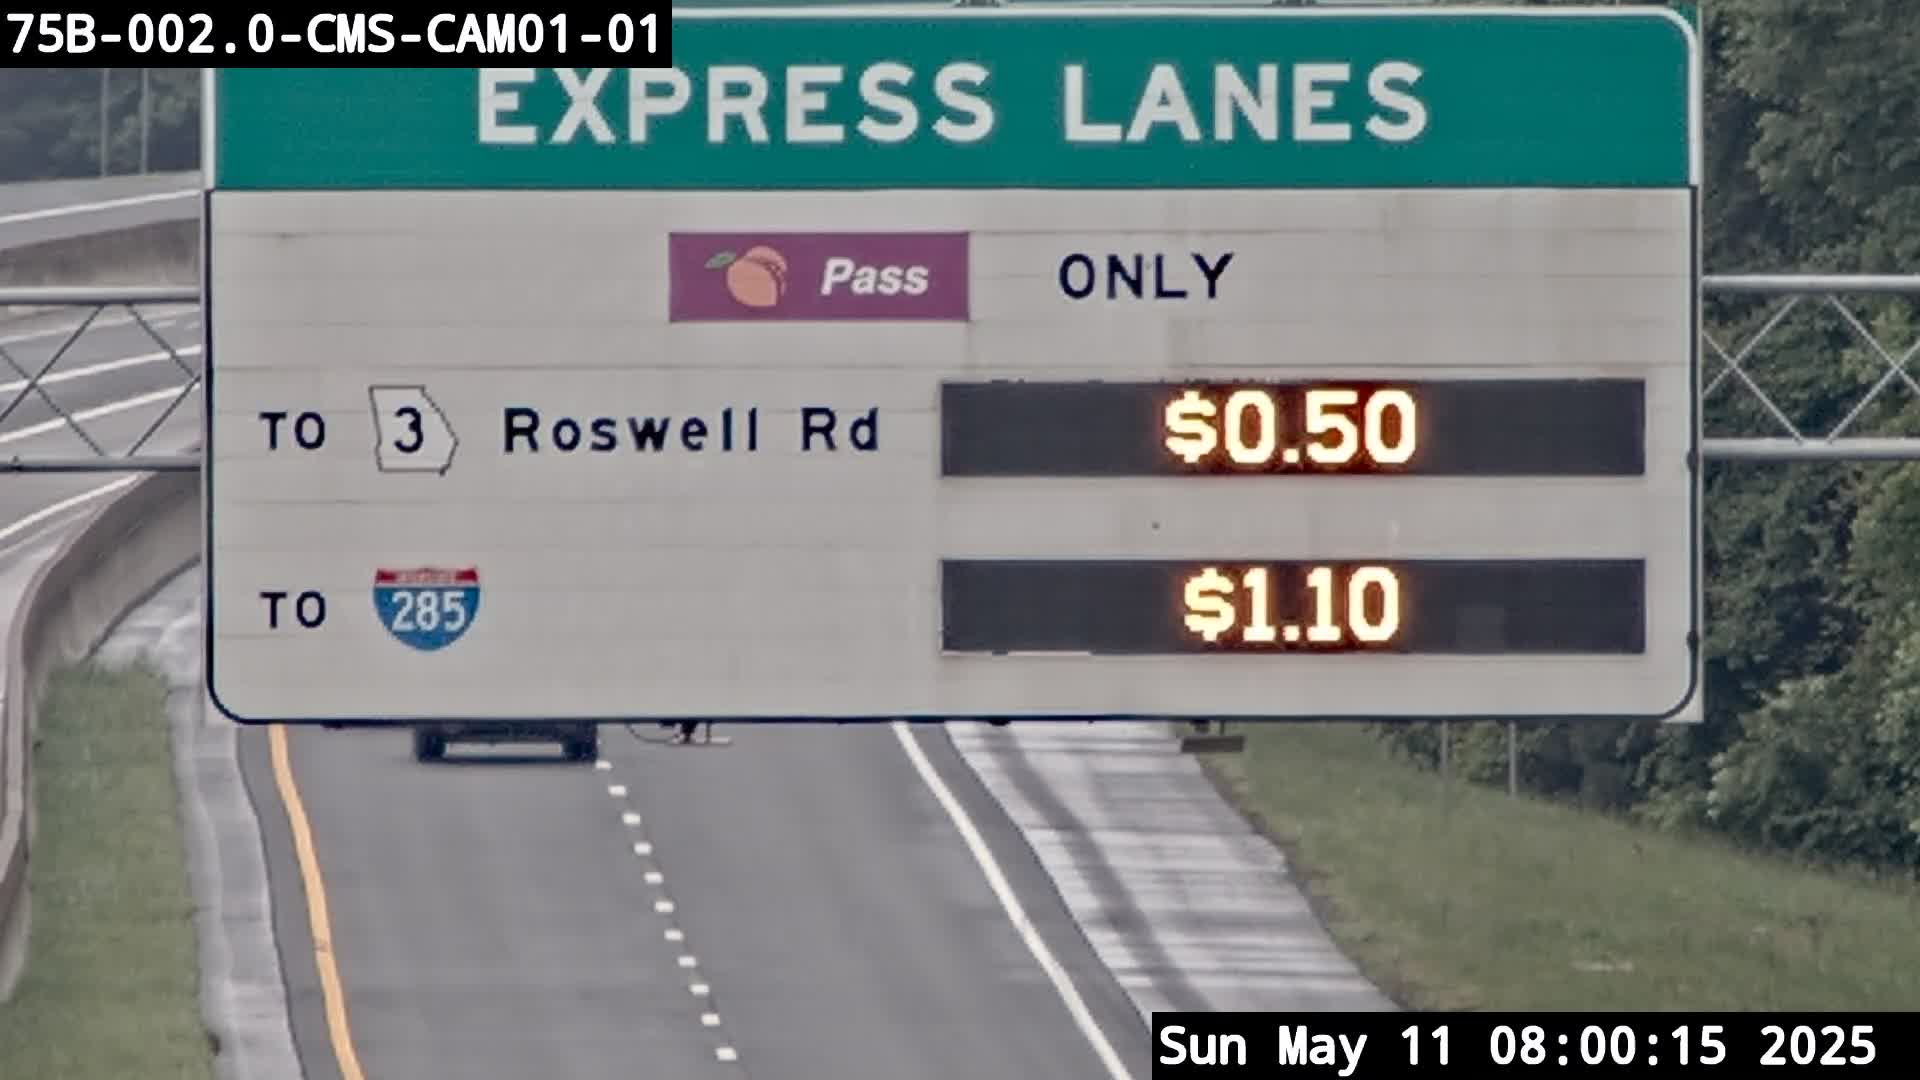 75B-002.0-CMS-CAM01-01
EXPRESS LANES
Pass ONLY
TO 3 Roswell Rd $0.50
TO 285 $1.10
Sun May 11 08:00:15 2025